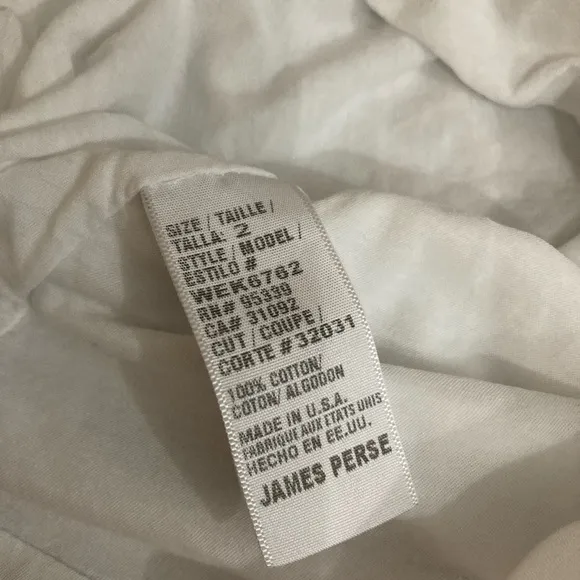 SIZE / TAILLE /
TALLA: 2
STYLE / MODEL /
ESTILO #
WEK6762
RN# 95339
CA# 31092
CUT / COUPE /
CORTE # 32031
100% COTTON/
COTON/ ALGODON
MADE IN U.S.A.
FABRIQUE AUX ETATS UNIS
HECHO EN EE.UU.
JAMES PERSE